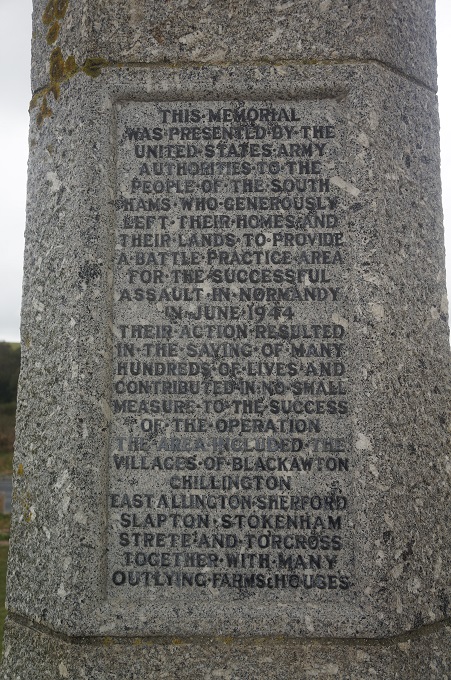 THIS·MEMORIAL
WAS·PRESENTED·BY·THE
UNITED·STATES·ARMY
AUTHORITIES·TO·THE
PEOPLE·OF·THE·SOUTH
HAMS·WHO·GENEROUSLY
LEFT·THEIR·HOMES·AND
THEIR·LANDS·TO·PROVIDE
A·BATTLE·PRACTICE·AREA
FOR·THE·SUCCESSFUL
ASSAULT·IN·NORMANDY
IN·JUNE·1944
THEIR·ACTION·RESULTED
IN·THE·SAVING·OF·MANY
HUNDREDS·OF·LIVES·AND
CONTRIBUTED·IN·NO·SMALL
MEASURE·TO·THE·SUCCESS
OF·THE·OPERATION
THE·AREA·INCLUDED·THE
VILLAGES·OF·BLACKAWTON
CHILLINGTON
EAST·ALLINGTON·SHERFORD
SLAPTON·STOKENHAM
STRETE·AND·TORCROSS
TOGETHER·WITH·MANY
OUTLYING·FARMS·&·HOUSES